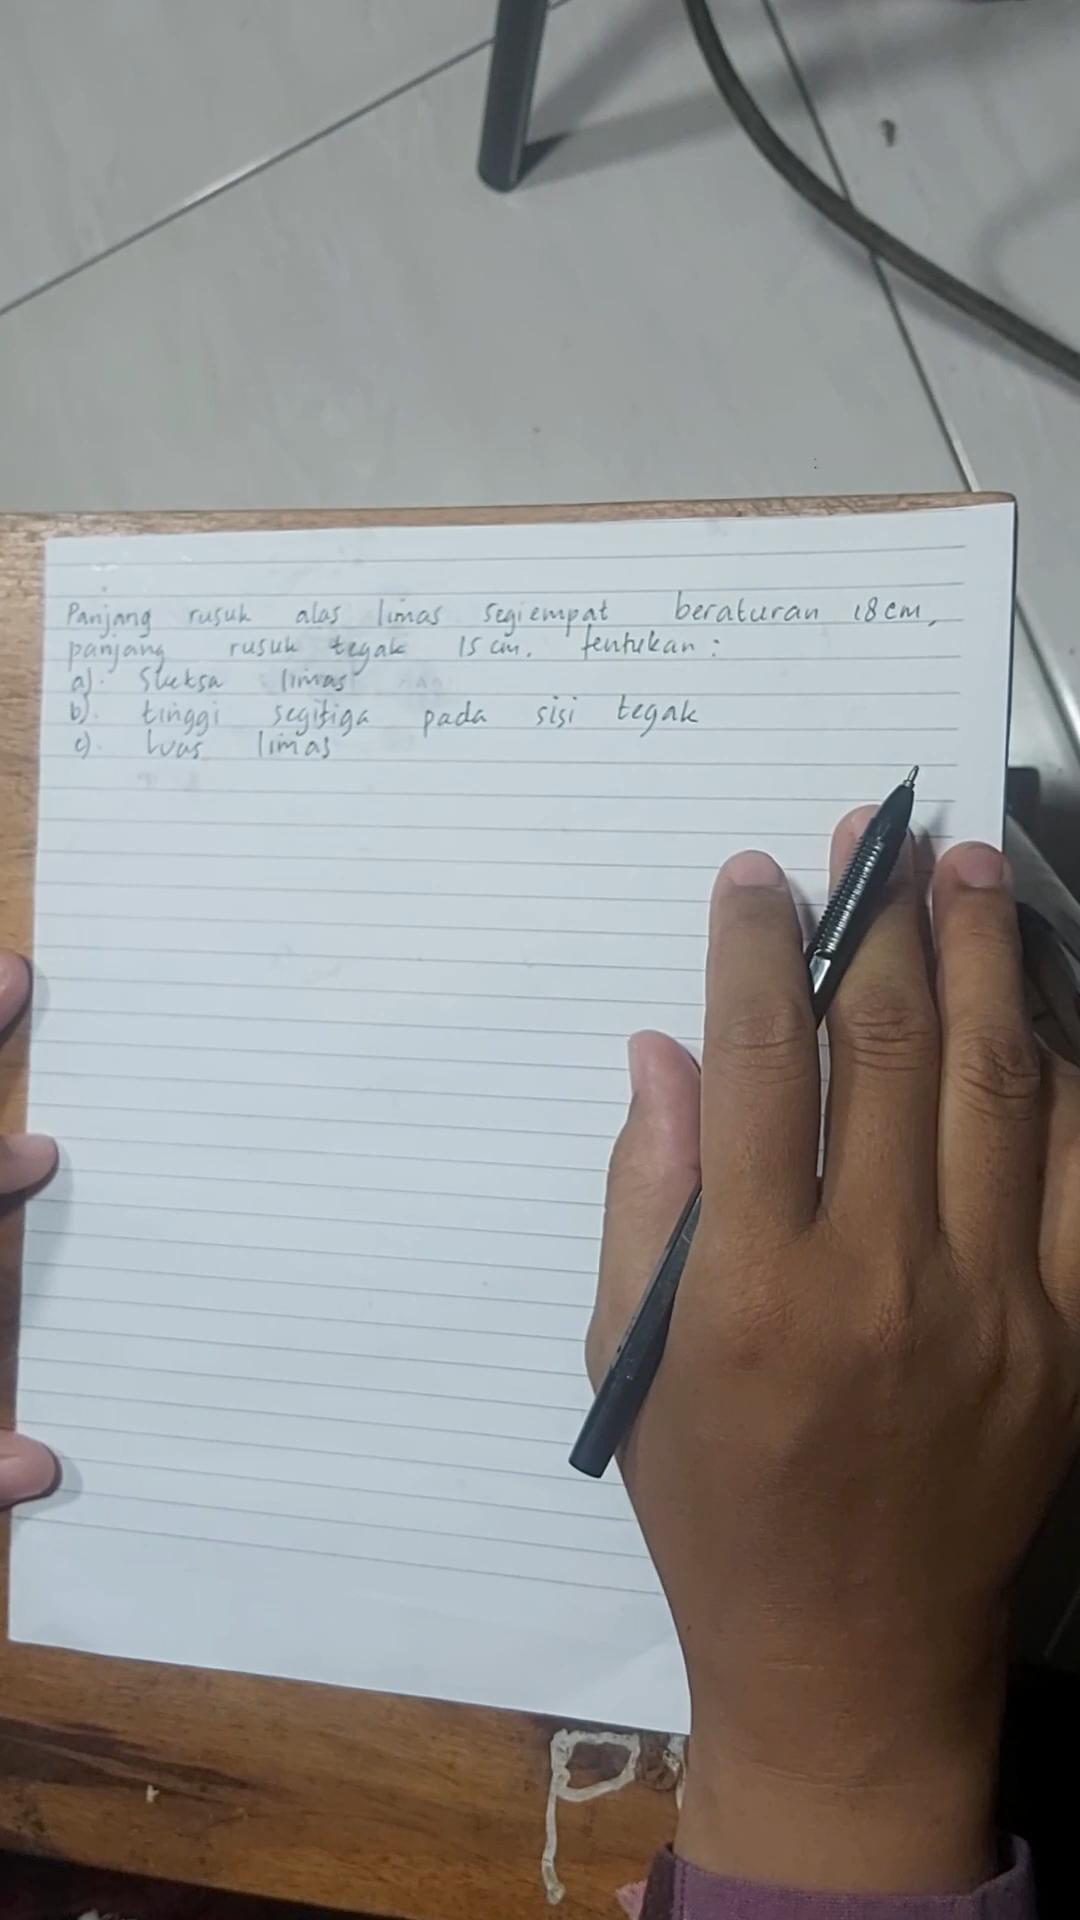 Panjang rusuk alas limas segiempat beraturan 18 cm,
panjang rusuk tegak 15 cm. tentukan :
a). Sketsa limas
b). tinggi segitiga pada sisi tegak
c). Luas limas